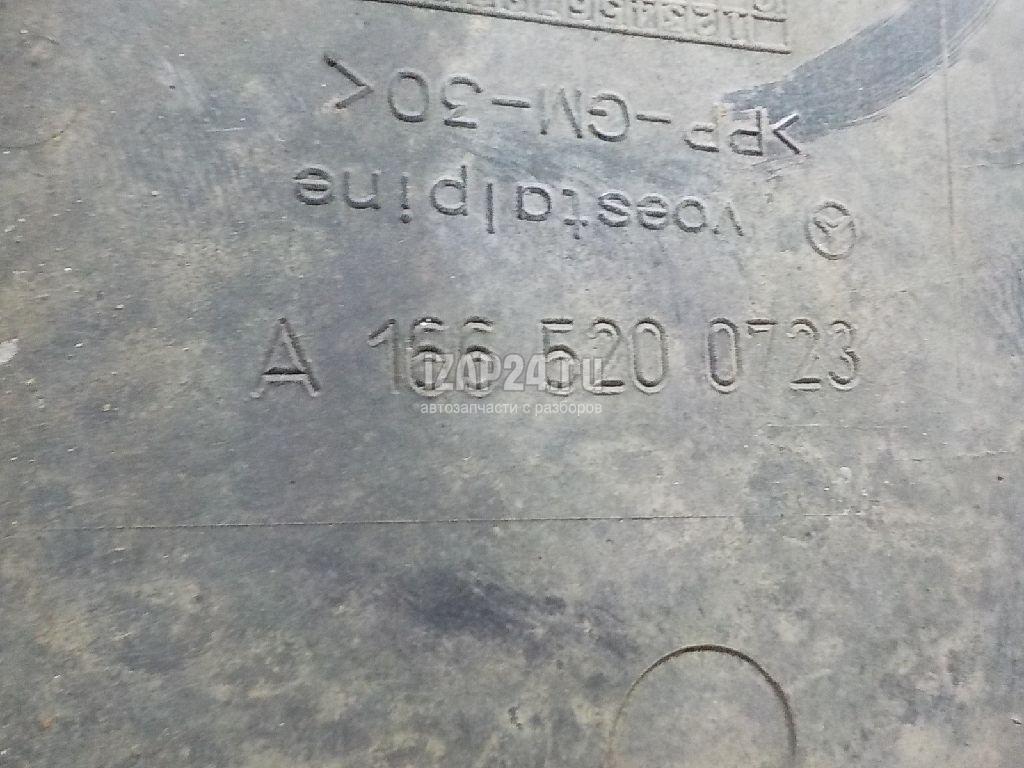 A 166 520 0723
voestalpine
>PP-GM-30<
iZAP24.ru
автозапчасти с разборов